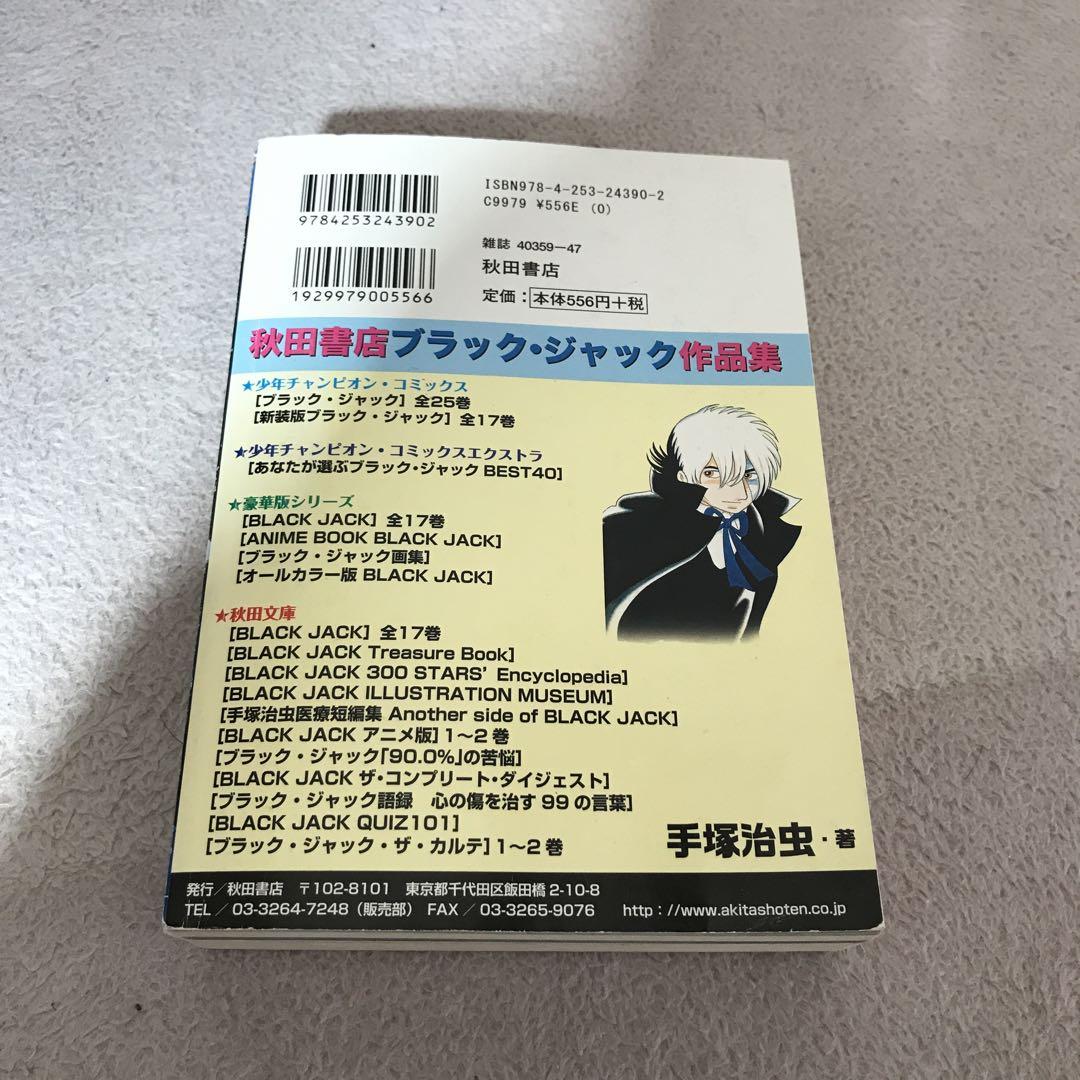 ISBN978-4-253-24390-2
C9979 ¥556E (0)
9784253243902
雑誌 40359-47
秋田書店
1929979005566
定価：本体556円+税
秋田書店ブラック・ジャック作品集
★少年チャンピオン・コミックス
[ブラック・ジャック] 全25巻
[新装版ブラック・ジャック] 全17巻
★少年チャンピオン・コミックスエクストラ
[あなたが選ぶブラック・ジャック BEST40]
★豪華版シリーズ
[BLACK JACK] 全17巻
[ANIME BOOK BLACK JACK]
[ブラック・ジャック画集]
[オールカラー版 BLACK JACK]
★秋田文庫
[BLACK JACK] 全17巻
[BLACK JACK Treasure Book]
[BLACK JACK 300 STARS' Encyclopedia]
[BLACK JACK ILLUSTRATION MUSEUM]
[手塚治虫医療短編集 Another side of BLACK JACK]
[BLACK JACK アニメ版] 1〜2巻
[ブラック・ジャック「90.0%」の苦悩]
[BLACK JACK ザ・コンプリート・ダイジェスト]
[ブラック・ジャック語録　心の傷を治す99の言葉]
[BLACK JACK QUIZ101]
[ブラック・ジャック・ザ・カルテ] 1〜2巻
手塚治虫・著
発行／秋田書店　〒102-8101　東京都千代田区飯田橋2-10-8
TEL／03-3264-7248（販売部） FAX／03-3265-9076　http：//www.akitashoten.co.jp